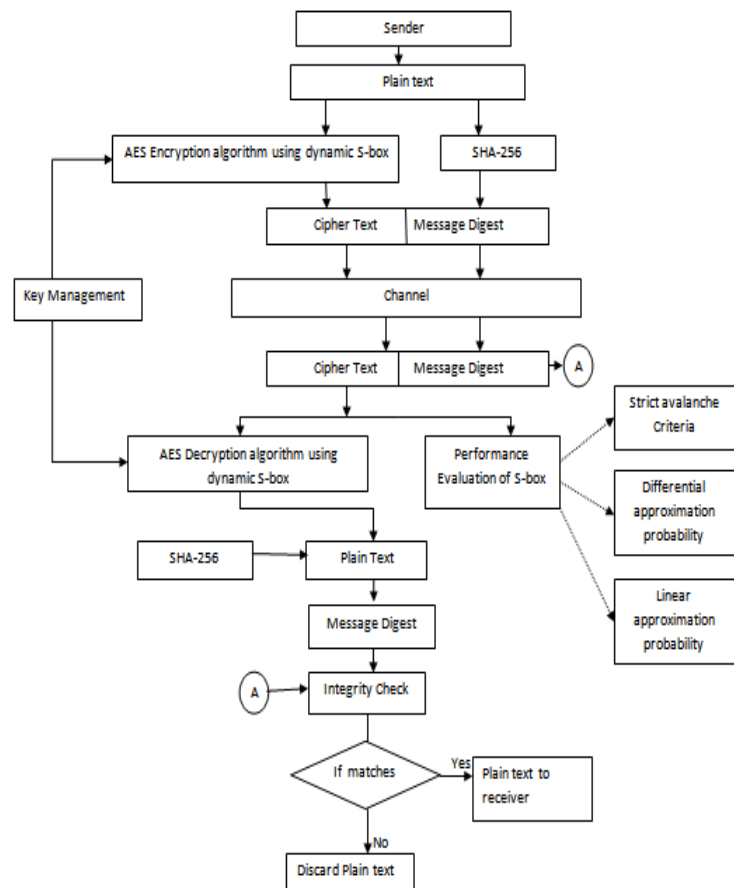 Sender
Plain text
AES Encryption algorithm using dynamic S-box
SHA-256
Cipher Text
Message Digest
Key Management
Channel
Cipher Text
Message Digest
A
Strict avalanche
Criteria
AES Decryption algorithm using
dynamic S-box
Performance
Evaluation of S-box
Differential
approximation
probability
SHA-256
Plain Text
Linear
approximation
probability
Message Digest
A
Integrity Check
If matches
Yes
Plain text to
receiver
No
Discard Plain text